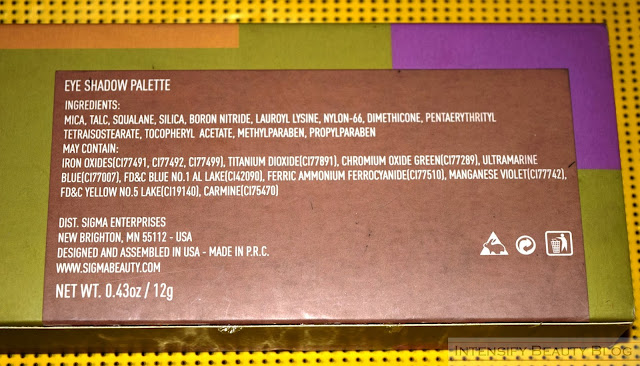 EYE SHADOW PALETTE
INGREDIENTS:
MICA, TALC, SQUALANE, SILICA, BORON NITRIDE, LAUROYL LYSINE, NYLON-66, DIMETHICONE, PENTAERYTHRITYL
TETRAISOSTEARATE, TOCOPHERYL ACETATE, METHYLPARABEN, PROPYLPARABEN
MAY CONTAIN:
IRON OXIDES(CI77491, CI77492, CI77499), TITANIUM DIOXIDE(CI77891), CHROMIUM OXIDE GREEN(CI77289), ULTRAMARINE
BLUE(CI77007), FD&C BLUE NO.1 AL LAKE(CI42090), FERRIC AMMONIUM FERROCYANIDE(CI77510), MANGANESE VIOLET(CI77742),
FD&C YELLOW NO.5 LAKE(CI19140), CARMINE(CI75470)
DIST. SIGMA ENTERPRISES
NEW BRIGHTON, MN 55112 - USA
DESIGNED AND ASSEMBLED IN USA - MADE IN P.R.C.
WWW.SIGMABEAUTY.COM
NET WT. 0.43oz / 12g
INTENSIFY BEAUTY BLOG